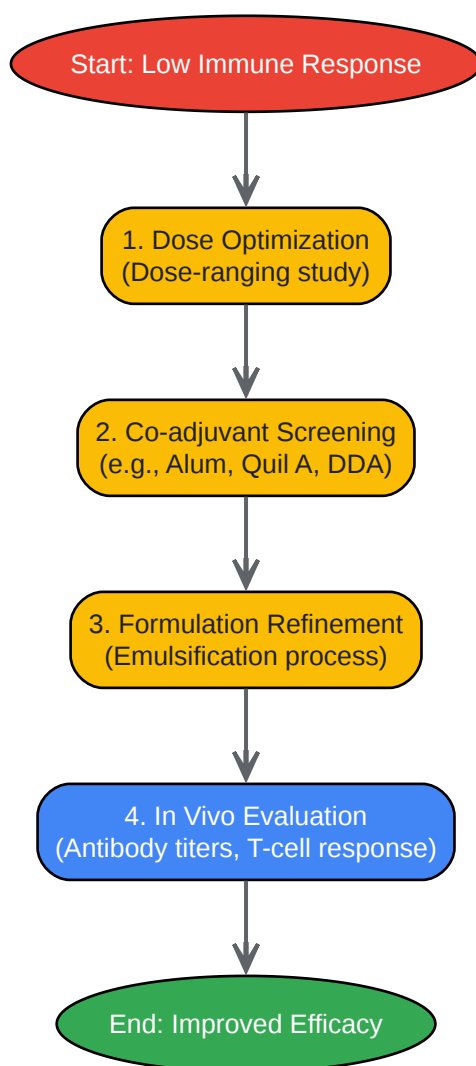 Start: Low Immune Response
1. Dose Optimization
(Dose-ranging study)
2. Co-adjuvant Screening
(e.g., Alum, Quil A, DDA)
3. Formulation Refinement
(Emulsification process)
4. In Vivo Evaluation
(Antibody titers, T-cell response)
End: Improved Efficacy